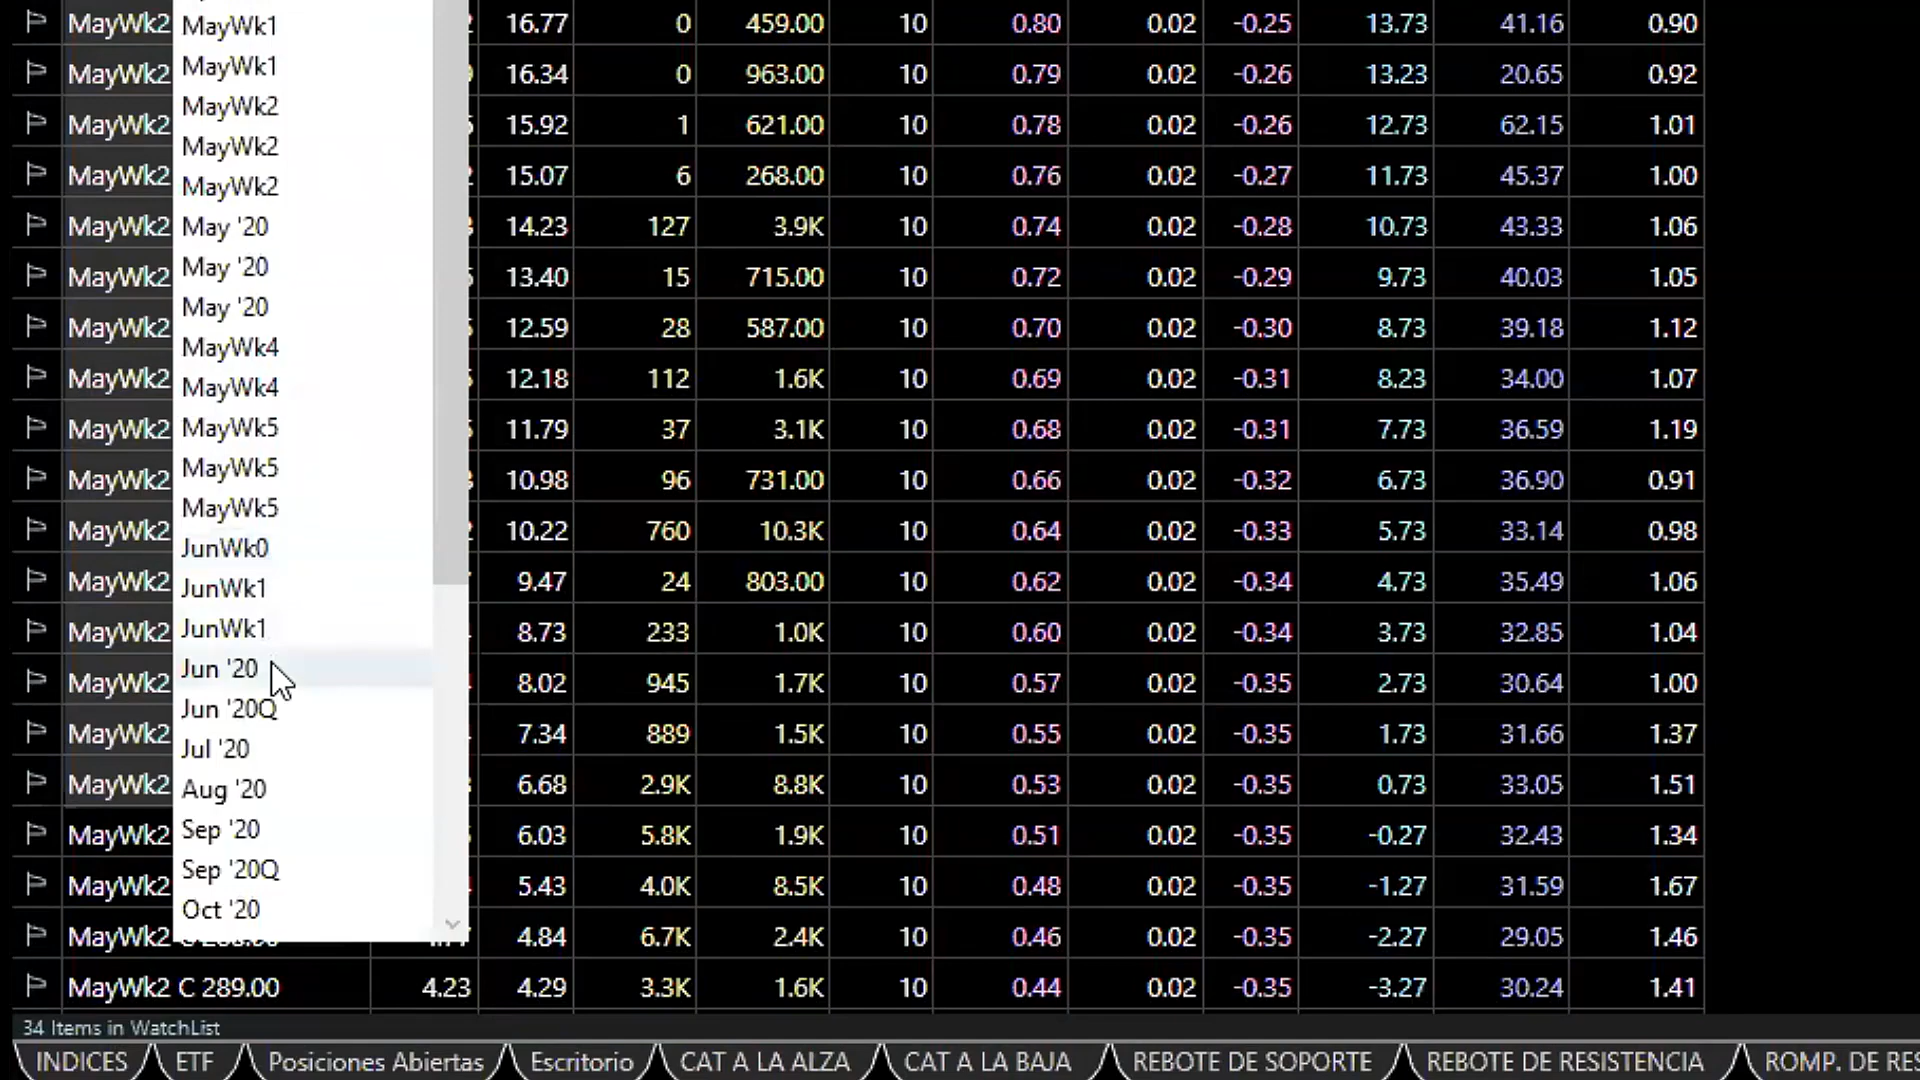 MayWk2 16.77 0 459.00 10 0.80 0.02 -0.25 13.73 41.16 0.90
MayWk2 16.34 0 963.00 10 0.79 0.02 -0.26 13.23 20.65 0.92
MayWk2 15.92 1 621.00 10 0.78 0.02 -0.26 12.73 62.15 1.01
MayWk2 15.07 6 268.00 10 0.76 0.02 -0.27 11.73 45.37 1.00
MayWk2 14.23 127 3.9K 10 0.74 0.02 -0.28 10.73 43.33 1.06
MayWk2 13.40 15 715.00 10 0.72 0.02 -0.29 9.73 40.03 1.05
MayWk2 12.59 28 587.00 10 0.70 0.02 -0.30 8.73 39.18 1.12
MayWk2 12.18 112 1.6K 10 0.69 0.02 -0.31 8.23 34.00 1.07
MayWk2 11.79 37 3.1K 10 0.68 0.02 -0.31 7.73 36.59 1.19
MayWk2 10.98 96 731.00 10 0.66 0.02 -0.32 6.73 36.90 0.91
MayWk2 10.22 760 10.3K 10 0.64 0.02 -0.33 5.73 33.14 0.98
MayWk2 9.47 24 803.00 10 0.62 0.02 -0.34 4.73 35.49 1.06
MayWk2 8.73 233 1.0K 10 0.60 0.02 -0.34 3.73 32.85 1.04
MayWk2 8.02 945 1.7K 10 0.57 0.02 -0.35 2.73 30.64 1.00
MayWk2 7.34 889 1.5K 10 0.55 0.02 -0.35 1.73 31.66 1.37
MayWk2 6.68 2.9K 8.8K 10 0.53 0.02 -0.35 0.73 33.05 1.51
MayWk2 6.03 5.8K 1.9K 10 0.51 0.02 -0.35 -0.27 32.43 1.34
MayWk2 5.43 4.0K 8.5K 10 0.48 0.02 -0.35 -1.27 31.59 1.67
MayWk2 4.84 6.7K 2.4K 10 0.46 0.02 -0.35 -2.27 29.05 1.46
MayWk2 C 289.00 4.23 4.29 3.3K 1.6K 10 0.44 0.02 -0.35 -3.27 30.24 1.41
MayWk1
MayWk1
MayWk2
MayWk2
MayWk2
May '20
May '20
May '20
MayWk4
MayWk4
MayWk5
MayWk5
MayWk5
JunWk0
JunWk1
JunWk1
Jun '20
Jun '20Q
Jul '20
Aug '20
Sep '20
Sep '20Q
Oct '20
34 Items in WatchList
INDICES ETF Posiciones Abiertas Escritorio CAT A LA ALZA CAT A LA BAJA REBOTE DE SOPORTE REBOTE DE RESISTENCIA ROMP. DE RES